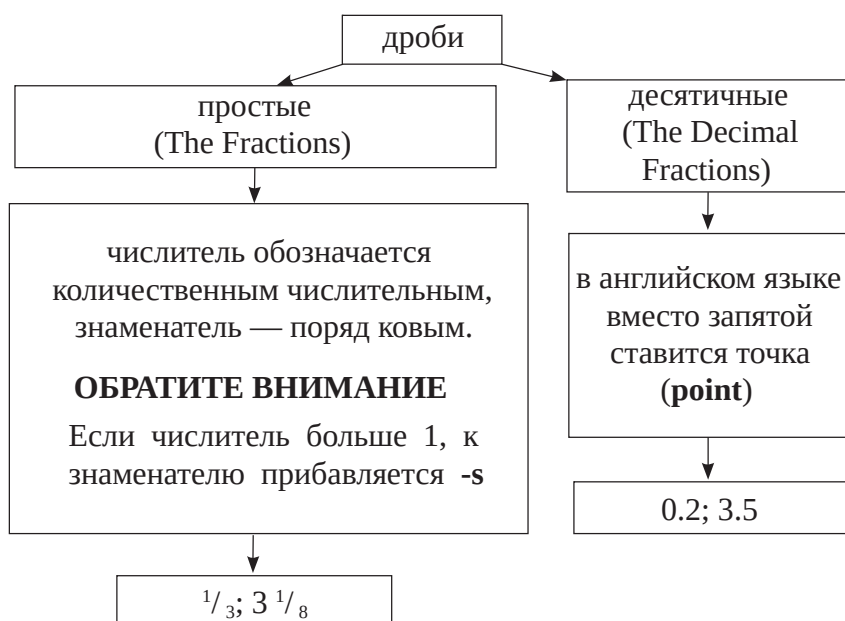 дроби
простые
(The Fractions)
числитель обозначается
количественным числительным,
знаменатель — поряд ковым.
ОБРАТИТЕ ВНИМАНИЕ
Если числитель больше 1, к
знаменателю прибавляется -s
1/3; 3 1/8
десятичные
(The Decimal
Fractions)
в английском языке
вместо запятой
ставится точка
(point)
0.2; 3.5